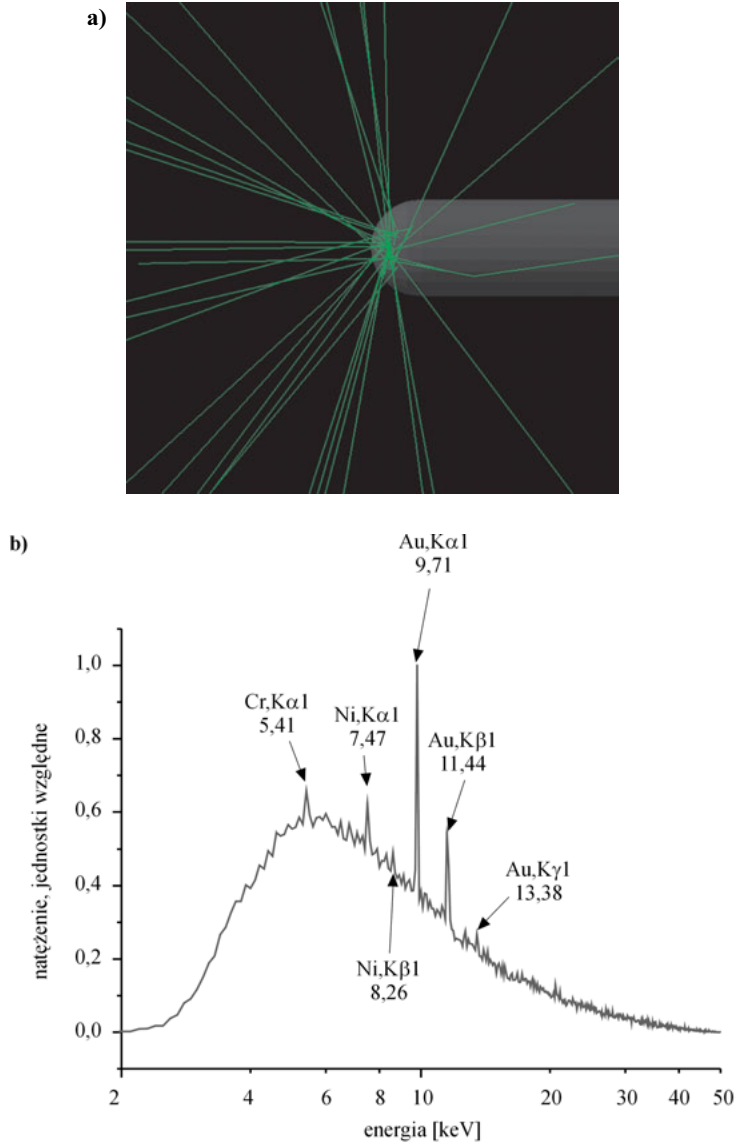 a)
b)
Au,Kα1
9,71
Cr,Kα1
5,41
Ni,Kα1
7,47
Au,Kβ1
11,44
Au,Kγ1
13,38
Ni,Kβ1
8,26
natężenie, jednostki względne
1,0
0,8
0,6
0,4
0,2
0,0
2 4 6 8 10 20 30 40 50
energia [keV]